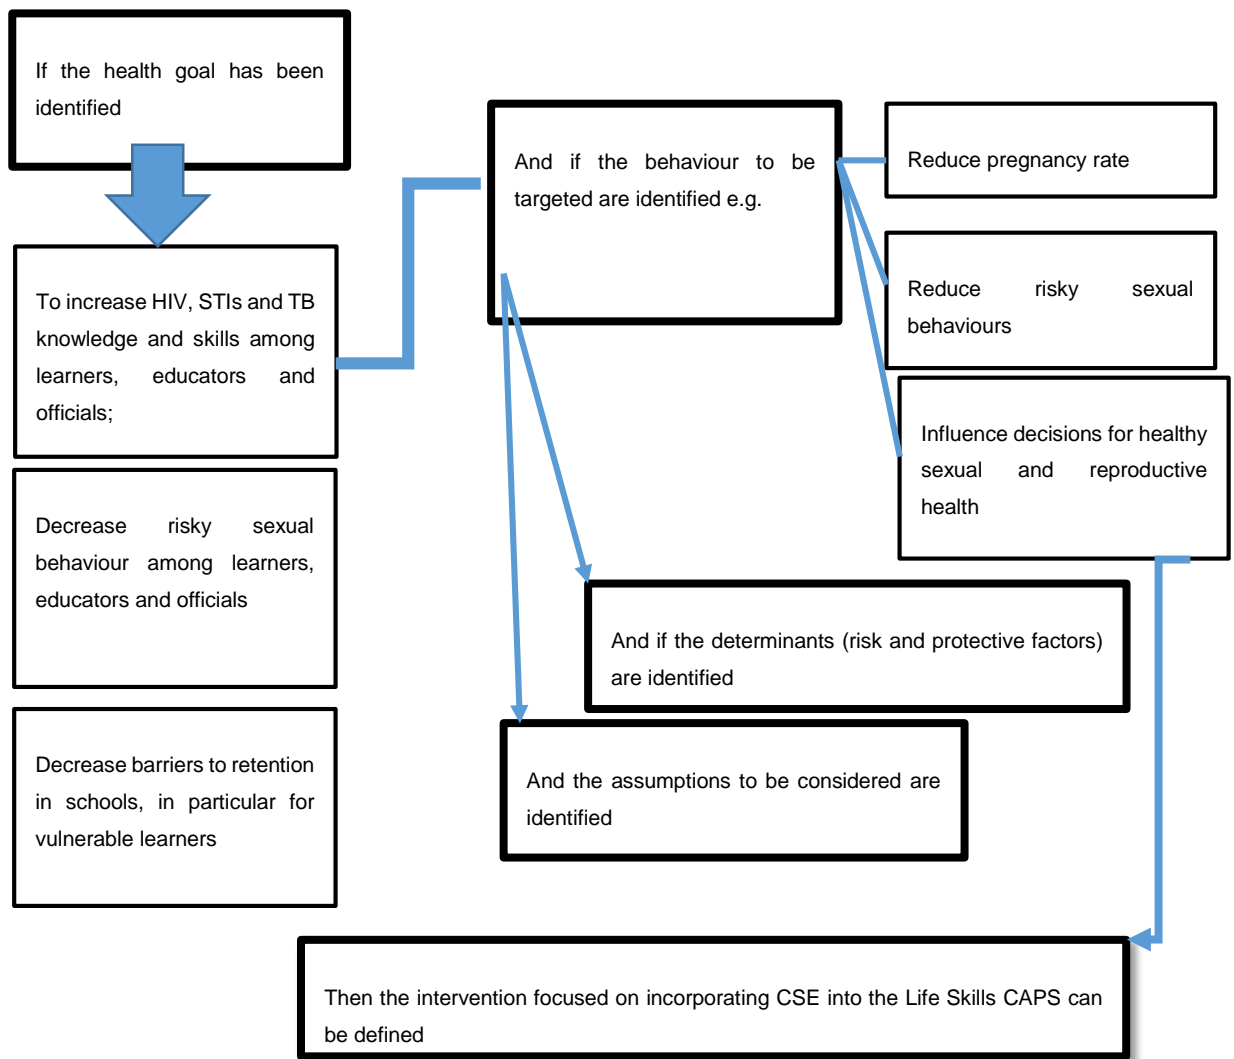 If the health goal has been
identified
To increase HIV, STIs and TB
knowledge and skills among
learners, educators and
officials;
Decrease risky sexual
behaviour among learners,
educators and officials
Decrease barriers to retention
in schools, in particular for
vulnerable learners
And if the behaviour to be
targeted are identified e.g.
Reduce pregnancy rate
Reduce risky sexual
behaviours
Influence decisions for healthy
sexual and reproductive
health
And if the determinants (risk and protective factors)
are identified
And the assumptions to be considered are
identified
Then the intervention focused on incorporating CSE into the Life Skills CAPS can
be defined